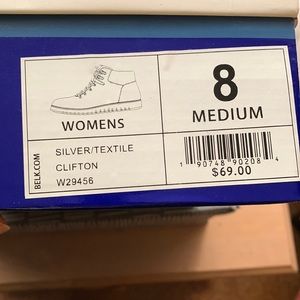 WOMENS
8
MEDIUM
BELK.COM
SILVER/TEXTILE
CLIFTON
W29456
1 90748 90208 4
$69.00